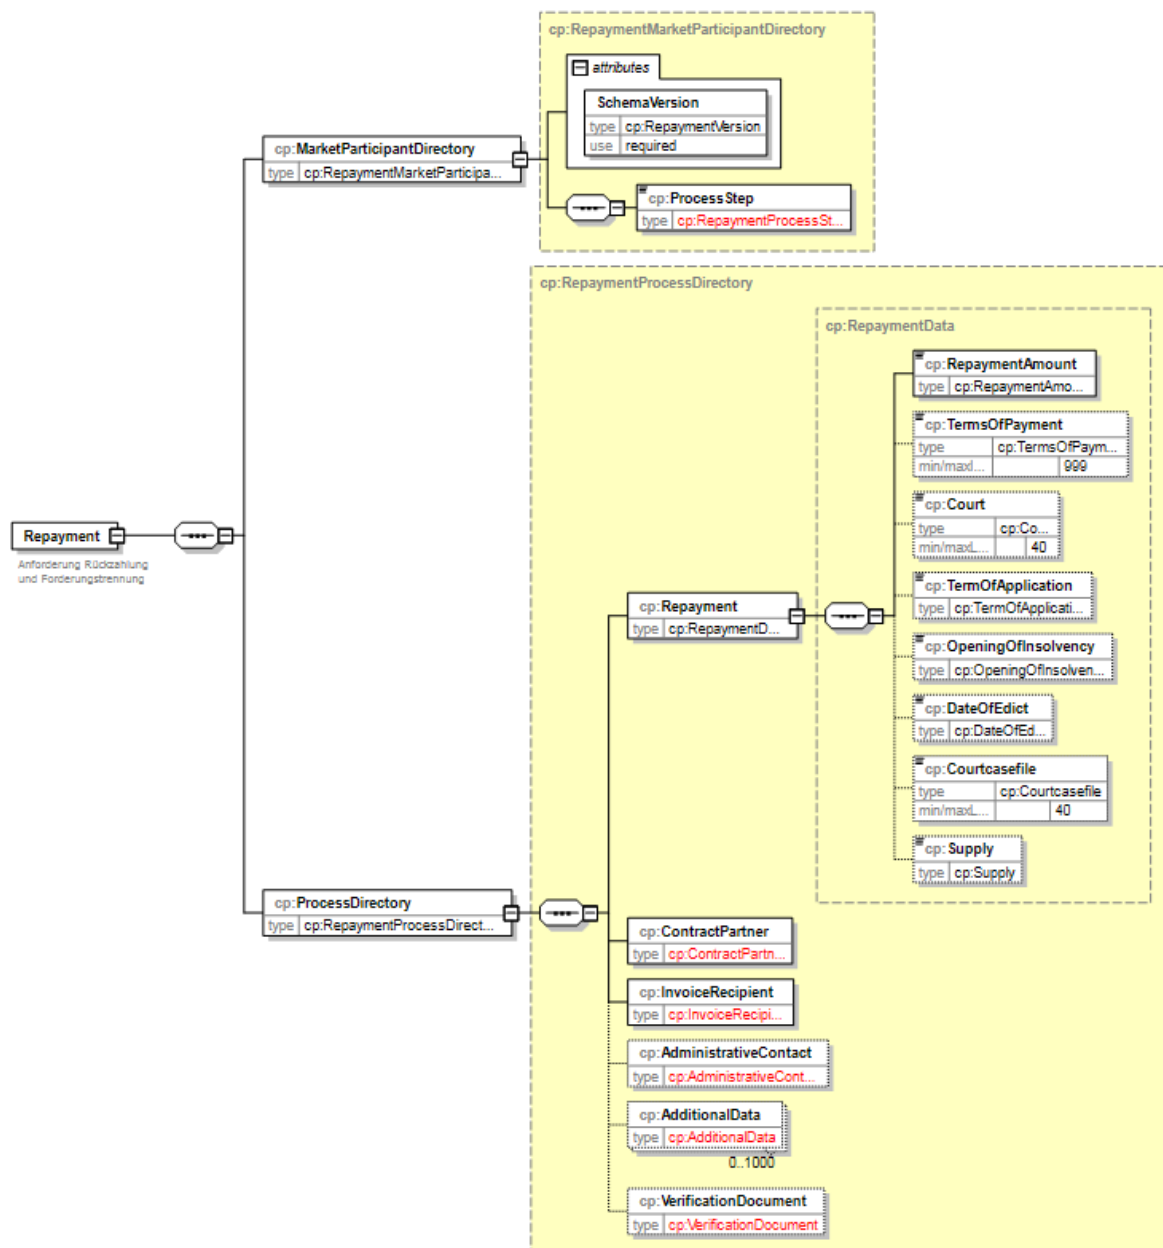 cp:RepaymentMarketParticipantDirectory
attributes
SchemaVersion
type cp:RepaymentVersion
use required
cp:MarketParticipantDirectory
type cp:RepaymentMarketParticipa...
cp:ProcessStep
type cp:RepaymentProcessSt...
cp:RepaymentProcessDirectory
cp:RepaymentData
cp:RepaymentAmount
type cp:RepaymentAmo...
cp:TermsOfPayment
type cp:TermsOfPaym...
min/maxI... 999
cp:Court
type cp:Co...
min/maxL... 40
Repayment
Anforderung Rückzahlung
und Forderungstrennung
cp:TermOfApplication
type cp:TermOfApplicati...
cp:Repayment
type cp:RepaymentD...
cp:OpeningOfInsolvency
type cp:OpeningOfInsolven...
cp:DateOfEdict
type cp:DateOfEd...
cp:Courtcasefile
type cp:Courtcasefile
min/maxL... 40
cp:Supply
type cp:Supply
cp:ProcessDirectory
type cp:RepaymentProcessDirect...
cp:ContractPartner
type cp:ContractPartn...
cp:InvoiceRecipient
type cp:InvoiceRecipi...
cp:AdministrativeContact
type cp:AdministrativeCont...
cp:AdditionalData
type cp:AdditionalData
0..1000
cp:VerificationDocument
type cp:VerificationDocument